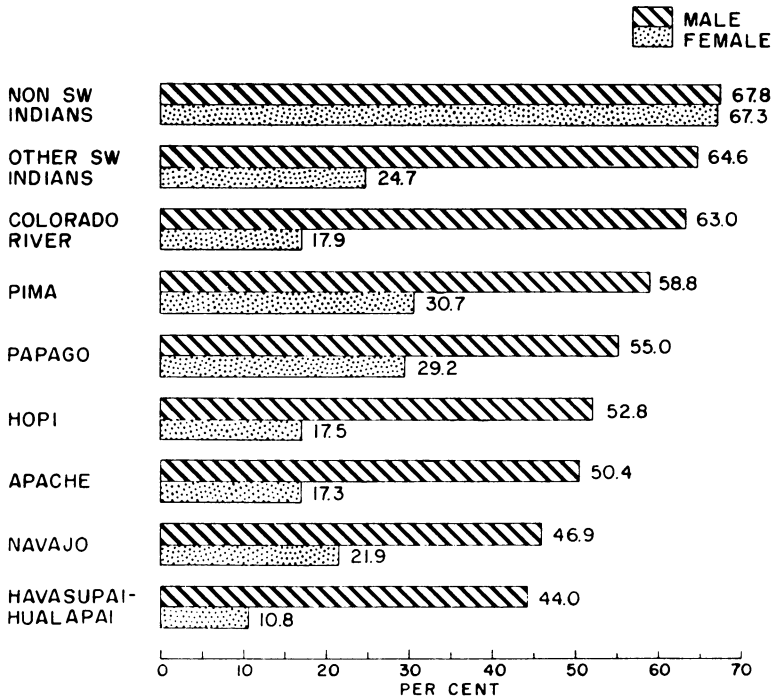 MALE
FEMALE
NON SW
INDIANS
67.8
67.3
OTHER SW
INDIANS
64.6
24.7
COLORADO
RIVER
63.0
17.9
PIMA
58.8
30.7
PAPAGO
55.0
29.2
HOPI
52.8
17.5
APACHE
50.4
17.3
NAVAJO
46.9
21.9
HAVASUPAI-
HUALAPAI
44.0
10.8
0 10 20 30 40 50 60 70
PER CENT